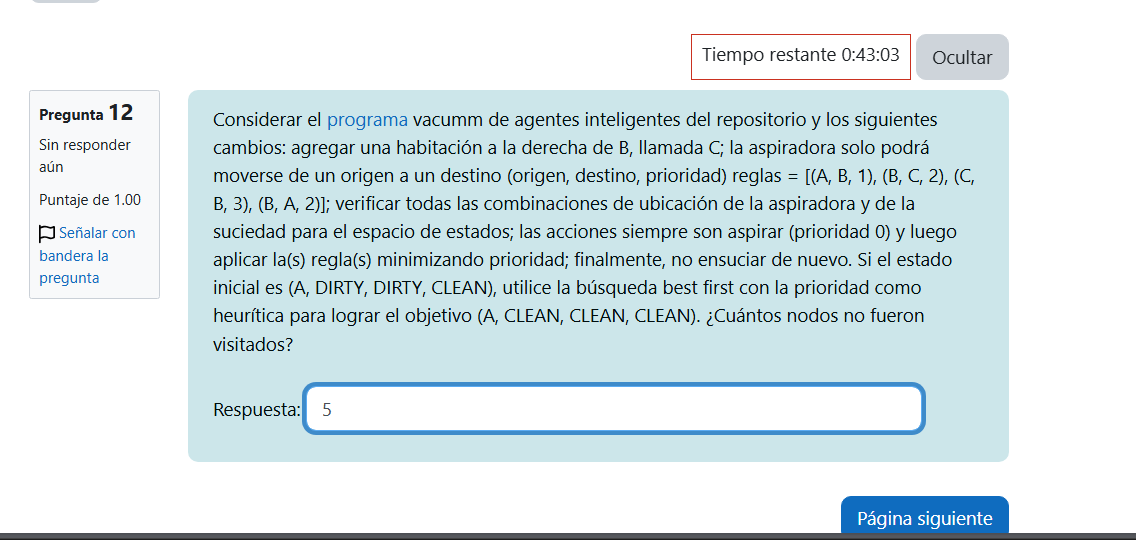 Tiempo restante 0:43:03
Ocultar
Pregunta 12
Sin responder
aún
Puntaje de 1.00
Señalar con
bandera la
pregunta
Considerar el programa vacumm de agentes inteligentes del repositorio y los siguientes
cambios: agregar una habitación a la derecha de B, llamada C; la aspiradora solo podrá
moverse de un origen a un destino (origen, destino, prioridad) reglas = [(A, B, 1), (B, C, 2), (C,
B, 3), (B, A, 2)]; verificar todas las combinaciones de ubicación de la aspiradora y de la
suciedad para el espacio de estados; las acciones siempre son aspirar (prioridad 0) y luego
aplicar la(s) regla(s) minimizando prioridad; finalmente, no ensuciar de nuevo. Si el estado
inicial es (A, DIRTY, DIRTY, CLEAN), utilice la búsqueda best first con la prioridad como
heurítica para lograr el objetivo (A, CLEAN, CLEAN, CLEAN). ¿Cuántos nodos no fueron
visitados?
Respuesta: 5
Página siguiente